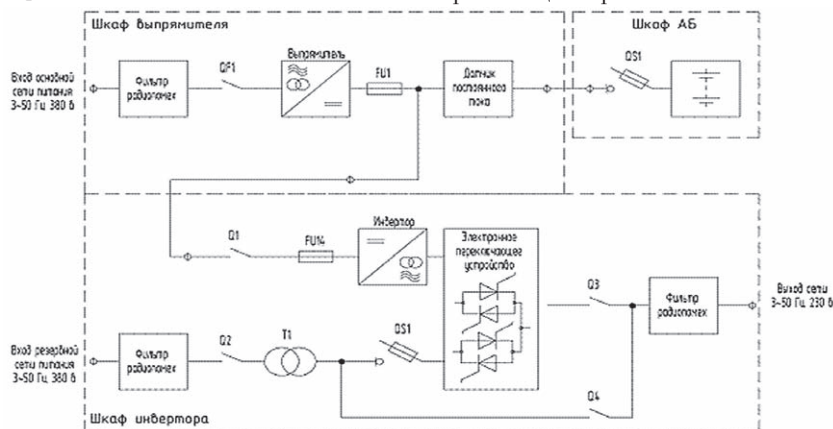 Шкаф выпрямителя
Шкаф АБ
Вход основной
сети питания
3~50 Гц 380 в
Фильтр
радиопомех
QF1
Выпрямитель
FU1
Датчик
постоянного
тока
QS1
Q1
FU14
Инвертор
Электронное
переключающее
устройство
Q3
Фильтр
радиопомех
Выход сети
3~50 Гц, 230 в
Вход резервной
сети питания
3~50 Гц, 380 в
Фильтр
радиопомех
Q2
T1
QS1
Q4
Шкаф инвертора